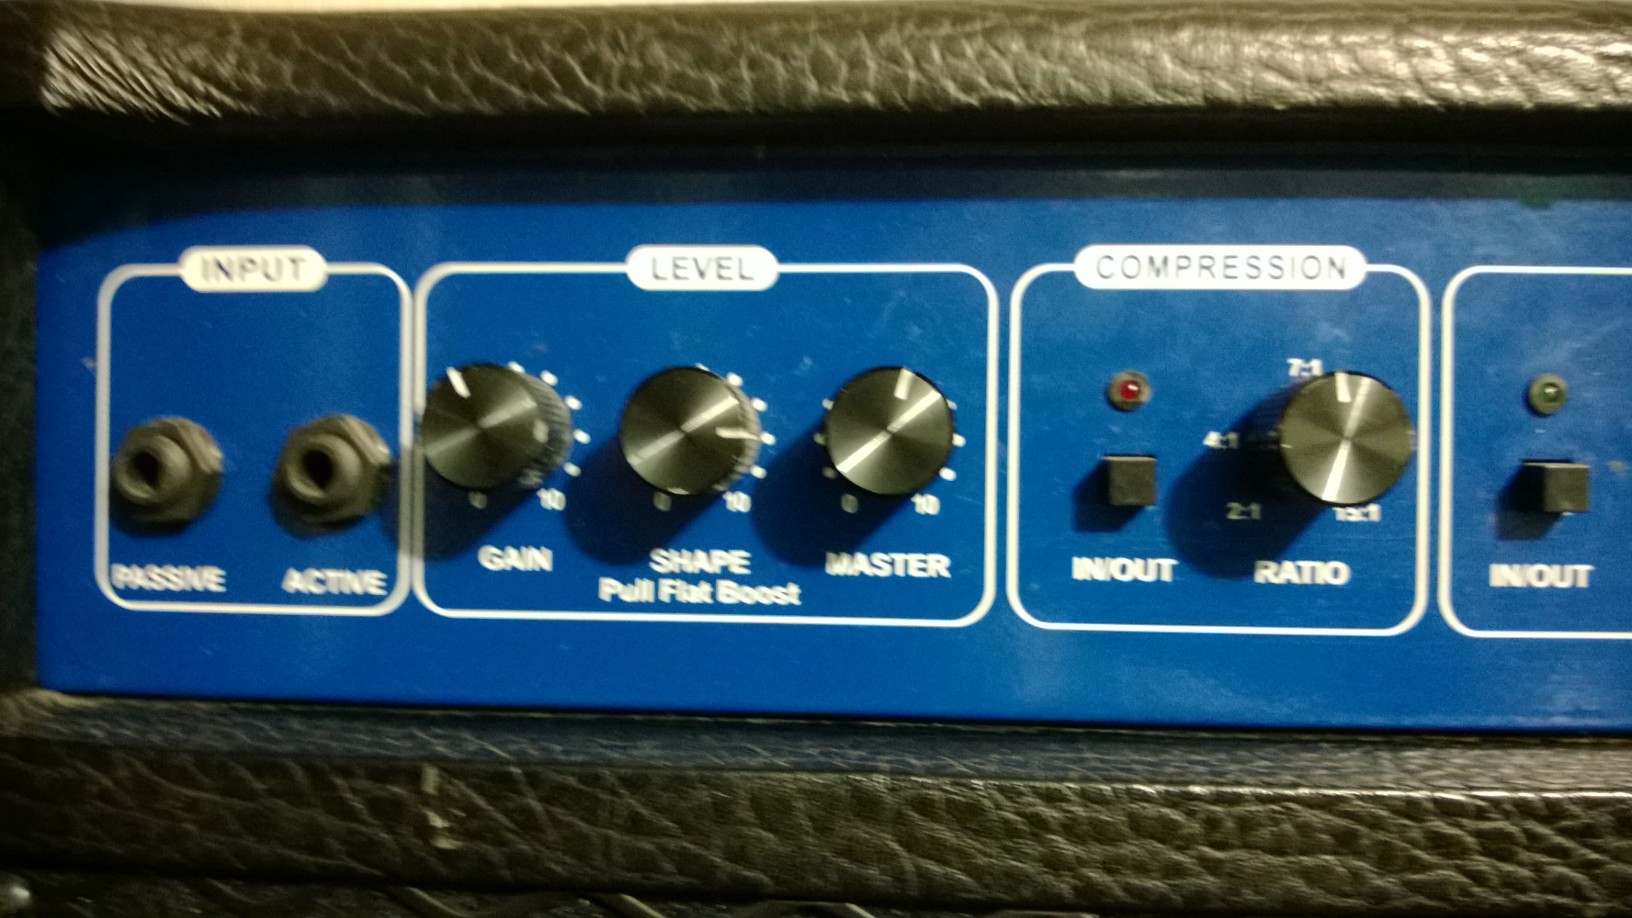 INPUT
LEVEL
COMPRESSION
7:1
4:1
0 10
0 10
0 10
2:1
15:1
GAIN
SHAPE
MASTER
IN/OUT
RATIO
IN/OUT
PASSIVE
ACTIVE
Pull Flat Boost